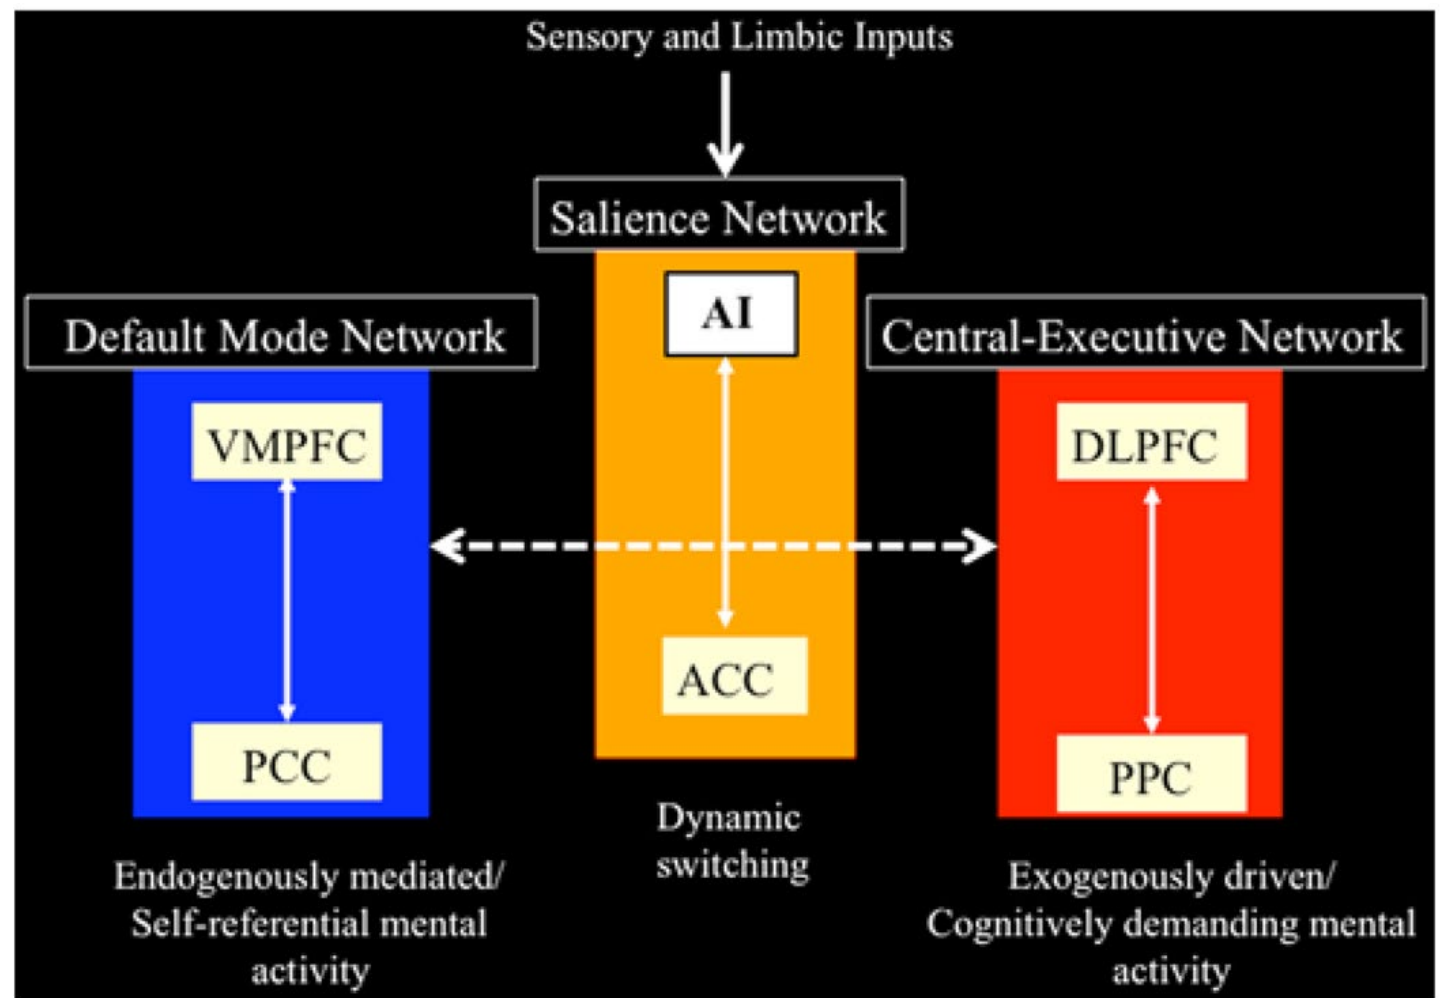 Sensory and Limbic Inputs
Salience Network
AI
ACC
Dynamic
switching
Default Mode Network
VMPFC
PCC
Endogenously mediated/
Self-referential mental
activity
Central-Executive Network
DLPFC
PPC
Exogenously driven/
Cognitively demanding mental
activity